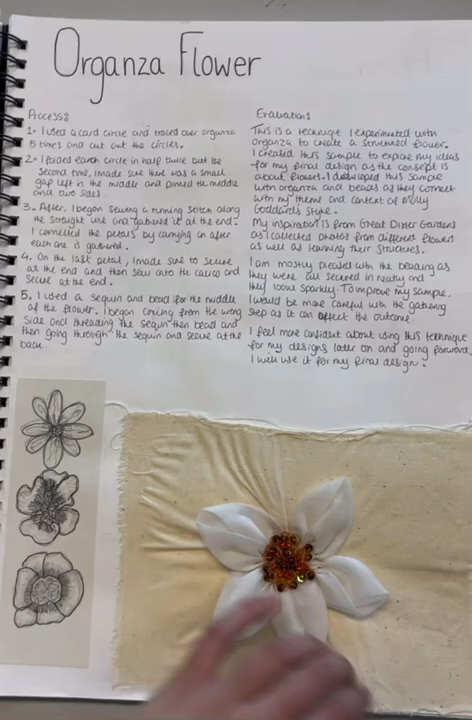 Organza Flower
Process:
1. I used a card circle and traced over organza
5 times and cut out the circles.
2. I folded each circle in half twice but the
second time, I made sure there was a small
gap left in the middle and pinned the middle
and two sides.
3. After, I began sewing a running stitch along
the straight line and gathered it at the end.
I connected the petals by carrying on after
each one is gathered.
4. On the last petal, I made sure to secure
at the end and then sew onto the calico and
secure at the end.
5. I used a sequin and bead for the middle
of the flower. I began coming from the wrong
side and threading the sequin then bead and
then going through the sequin and secure at the
back.
Evaluation:
This is a technique I experimented with
organza to create a structured flower.
I created this sample to explore my ideas
for my final design as the concept is
about flowers. I developed this sample
with organza and beads as they connect
with my theme and context of Molly
Goddard's style.
My inspiration is from Great Dixter Gardens
as I collected photos from different flowers
as well as learning their structures.
I am mostly pleased with the beading as
they were all secured in neatly and
they look sparkly. To improve my sample,
I would be more careful with the gathering
step as it can affect the outcome.
I feel more confident about using this technique
for my designs later on and going forward,
I will use it for my final design.